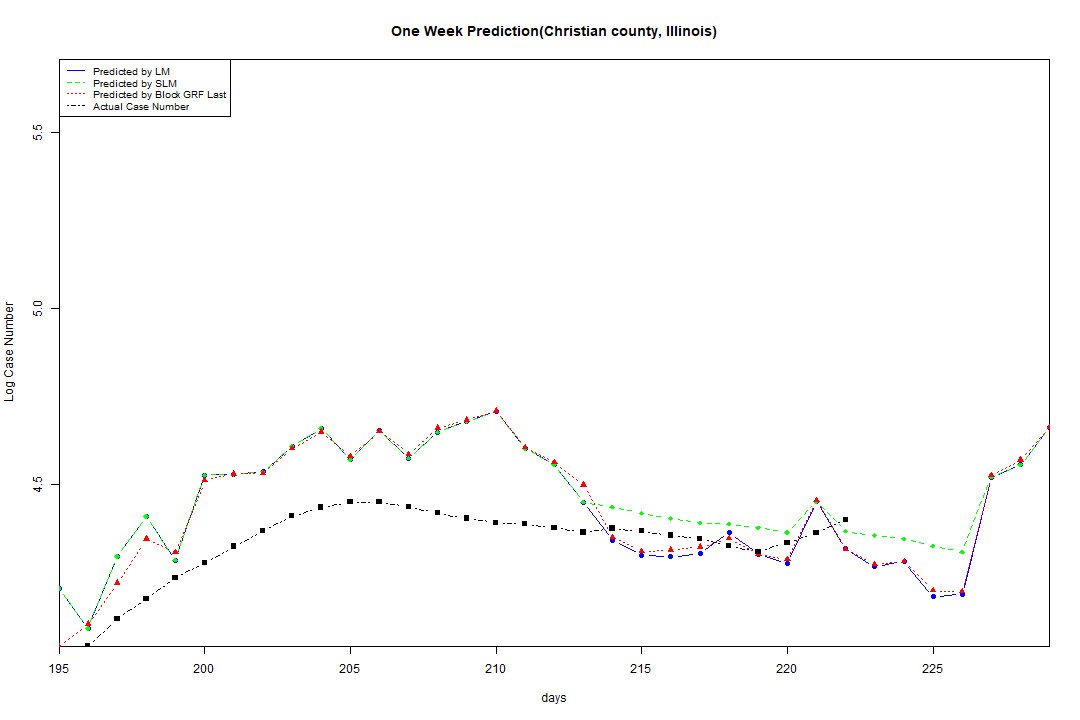 One Week Prediction(Christian county, Illinois)
Predicted by LM
Predicted by SLM
Predicted by Block GRF Last
Actual Case Number
5.5
5.0
4.5
Log Case Number
195 200 205 210 215 220 225
days